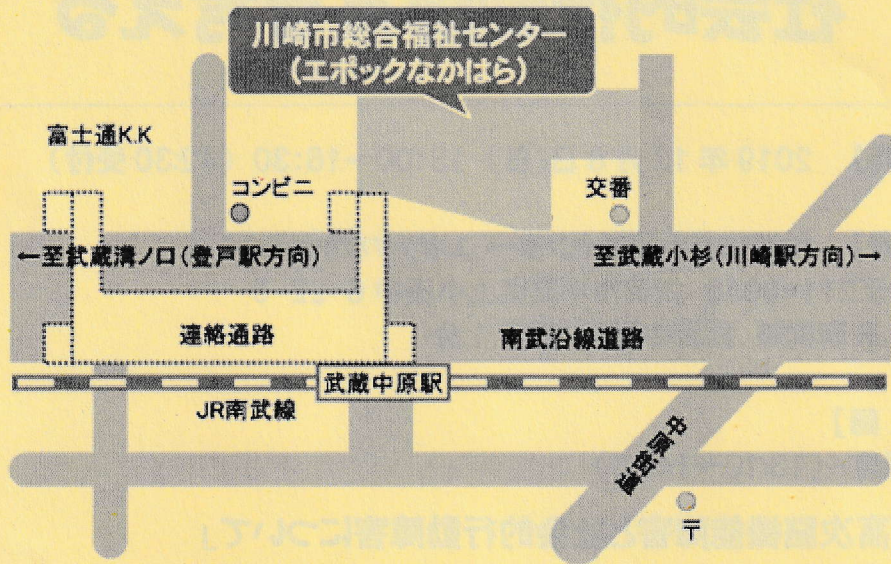 川崎市総合福祉センター
(エポックなかはら)
富士通K.K
コンビニ
交番
←至武蔵溝ノ口(登戸駅方向)
至武蔵小杉(川崎駅方向)→
連絡通路
南武沿線道路
武蔵中原駅
JR南武線
中原街道
〒